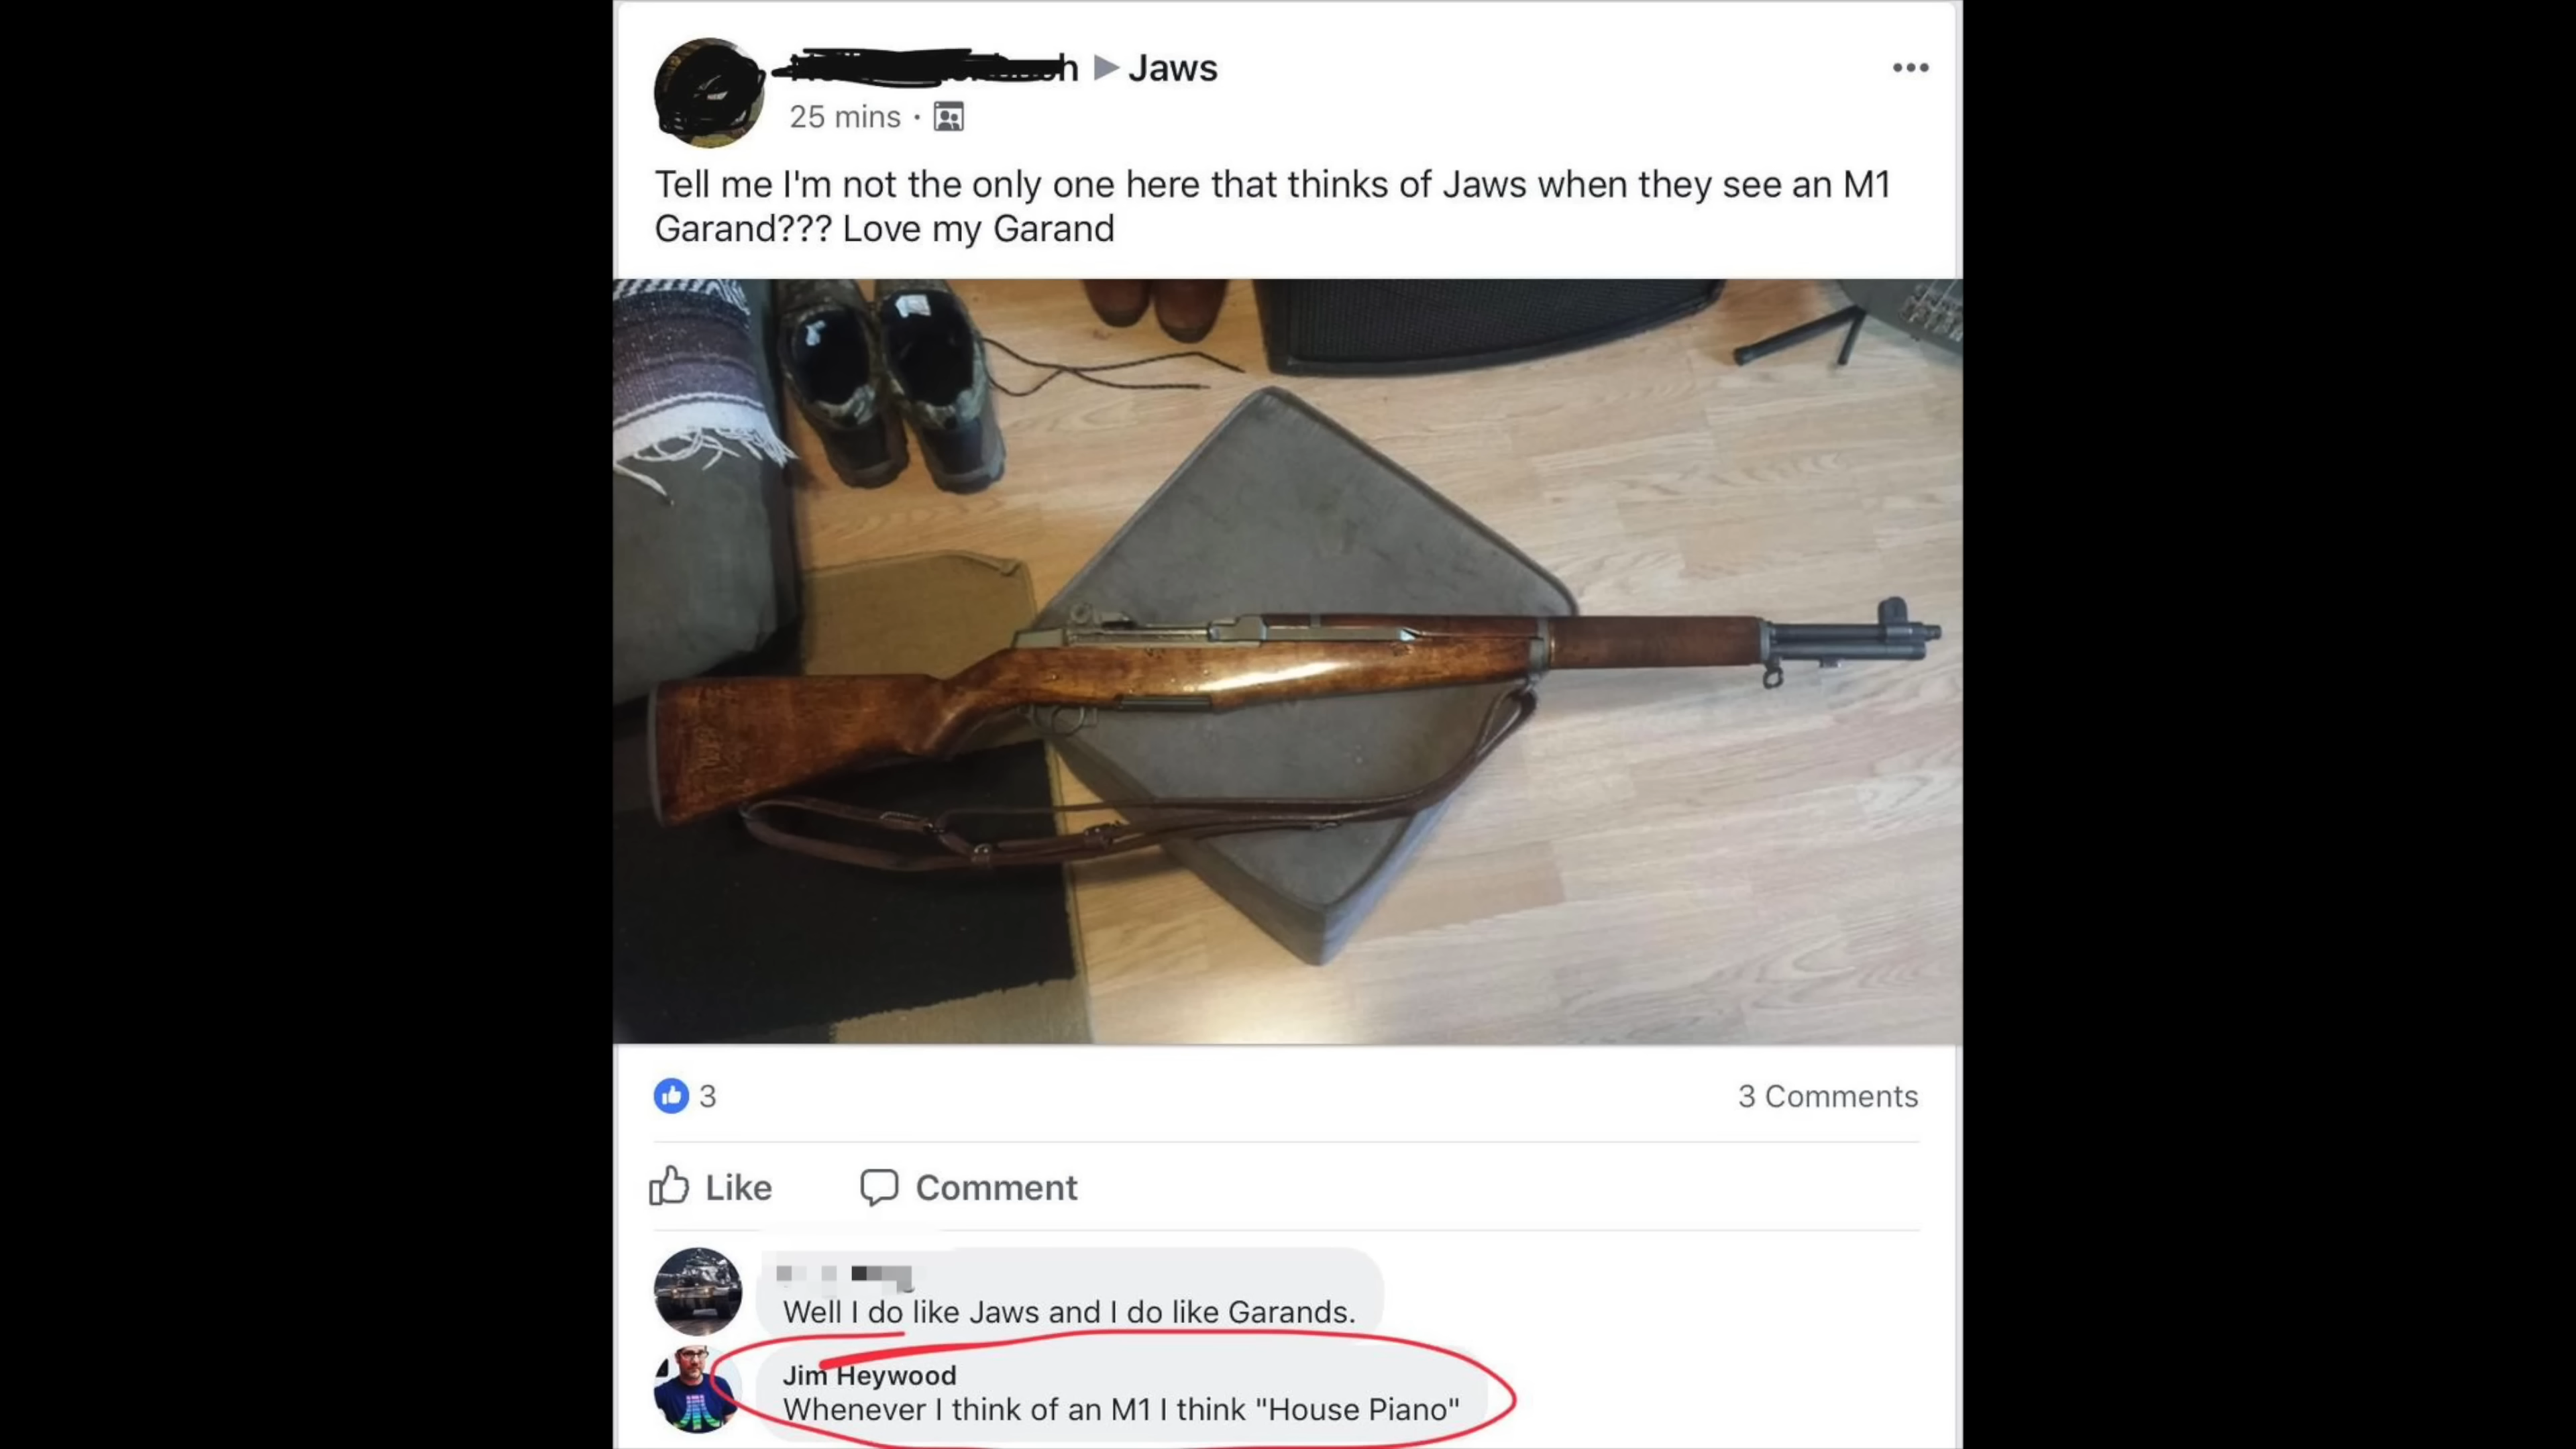 Jaws
25 mins ·
Tell me I'm not the only one here that thinks of Jaws when they see an M1
Garand??? Love my Garand
3
3 Comments
Like
Comment
Well I do like Jaws and I do like Garands.
Jim Heywood
Whenever I think of an M1 I think "House Piano"